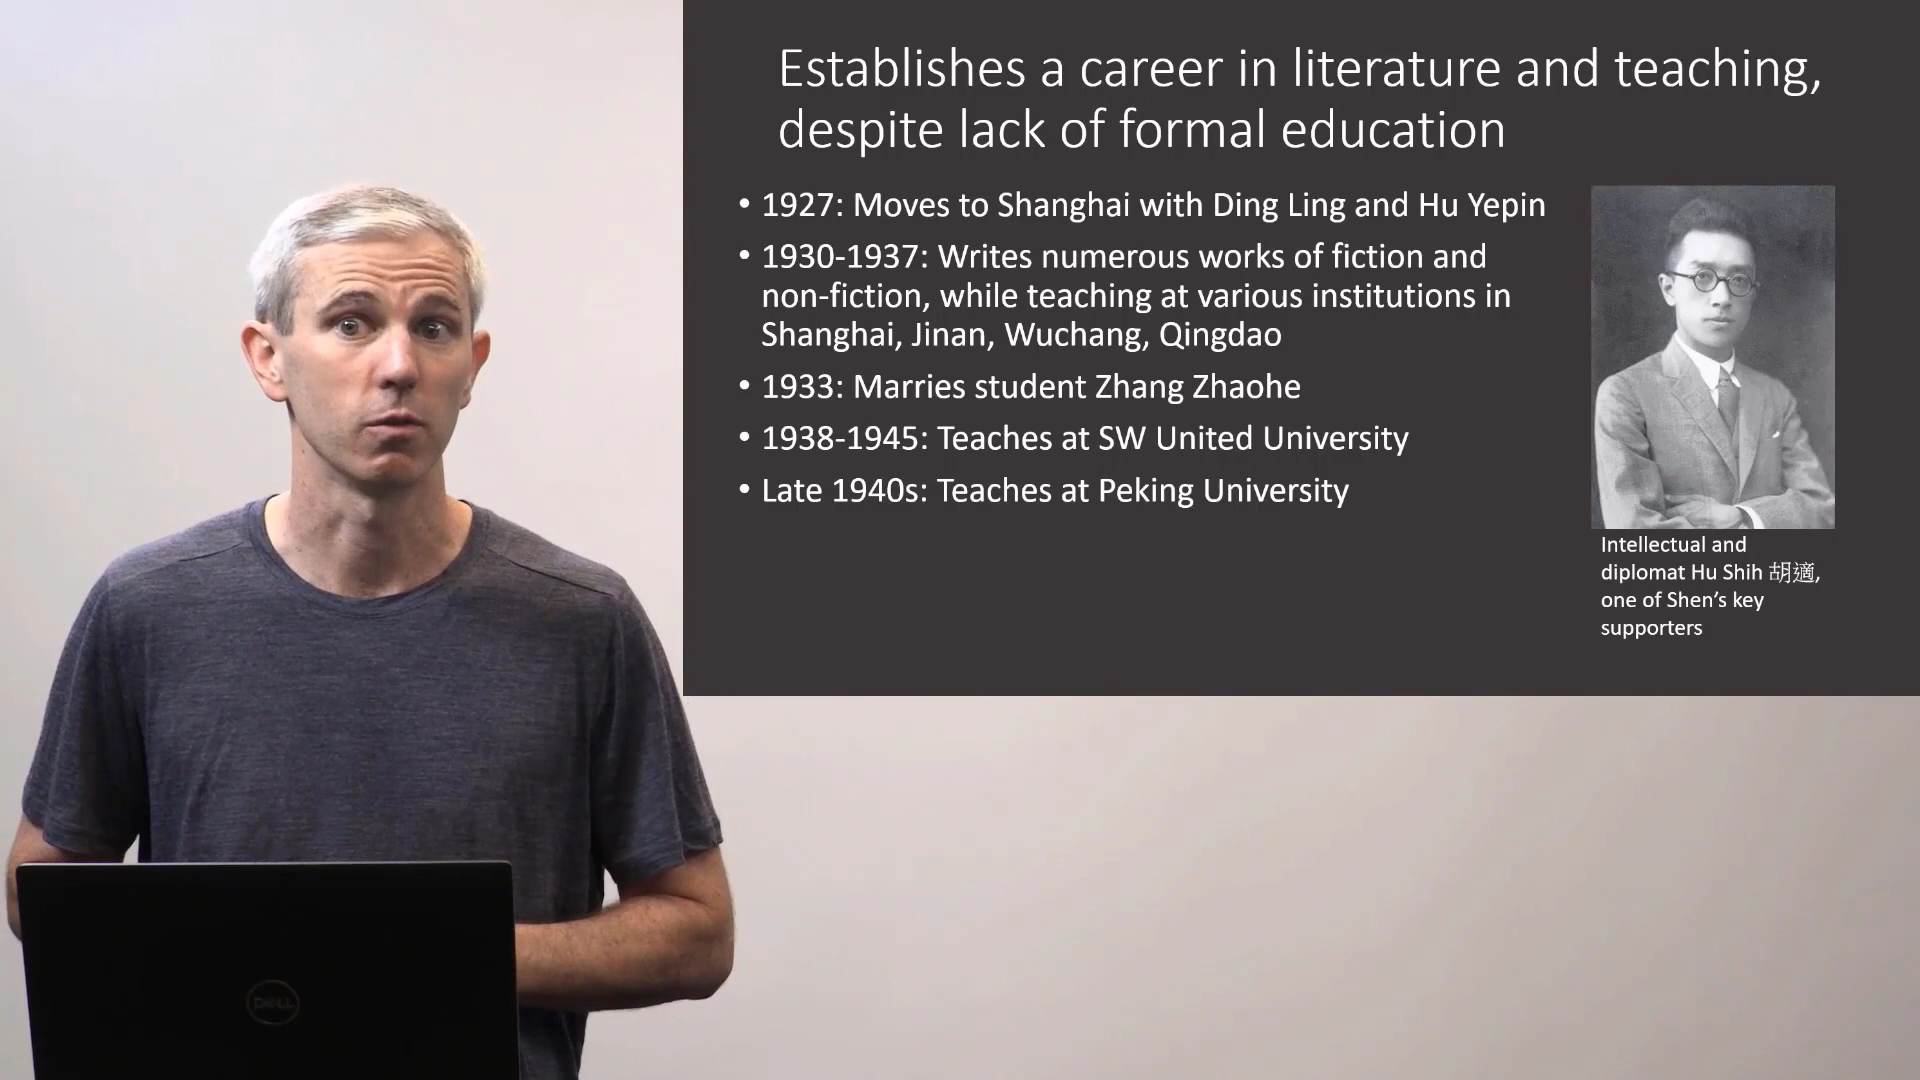 Establishes a career in literature and teaching,
despite lack of formal education
• 1927: Moves to Shanghai with Ding Ling and Hu Yepin
• 1930-1937: Writes numerous works of fiction and
non-fiction, while teaching at various institutions in
Shanghai, Jinan, Wuchang, Qingdao
• 1933: Marries student Zhang Zhaohe
• 1938-1945: Teaches at SW United University
• Late 1940s: Teaches at Peking University
Intellectual and
diplomat Hu Shih 胡適,
one of Shen’s key
supporters
DELL